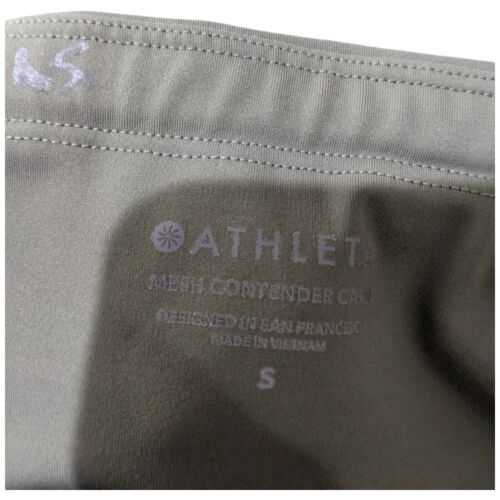 ATHLETA
MESH CONTENDER
DESIGNED IN SAN FRANCISCO
MADE IN VIETNAM
S